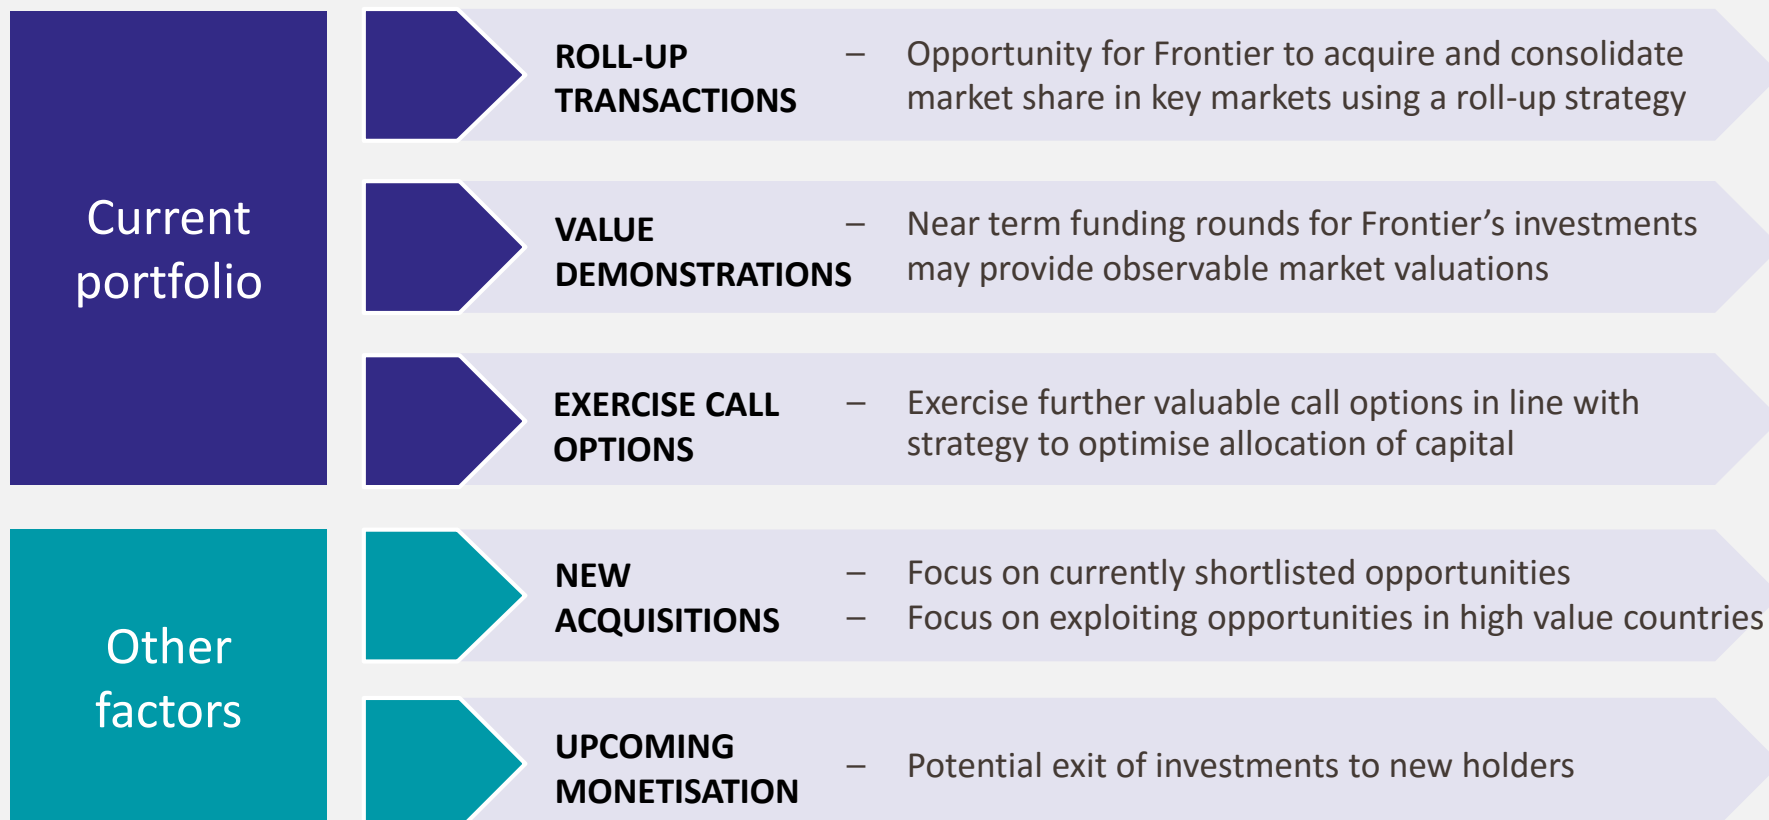 Current
portfolio
ROLL-UP
TRANSACTIONS
– Opportunity for Frontier to acquire and consolidate
market share in key markets using a roll-up strategy
VALUE
DEMONSTRATIONS
– Near term funding rounds for Frontier’s investments
may provide observable market valuations
EXERCISE CALL
OPTIONS
– Exercise further valuable call options in line with
strategy to optimise allocation of capital
Other
factors
NEW
ACQUISITIONS
– Focus on currently shortlisted opportunities
– Focus on exploiting opportunities in high value countries
UPCOMING
MONETISATION
– Potential exit of investments to new holders